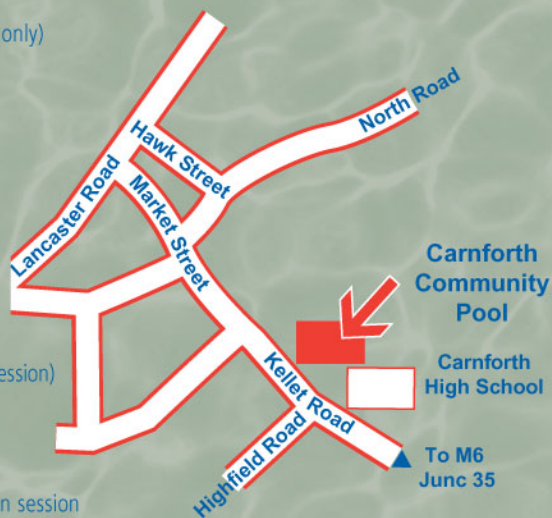 only)
North Road
Hawk Street
Lancaster Road
Market Street
Carnforth
Community
Pool
Carnforth
High School
ession)
Kellet Road
Highfield Road
To M6
Junc 35
n session